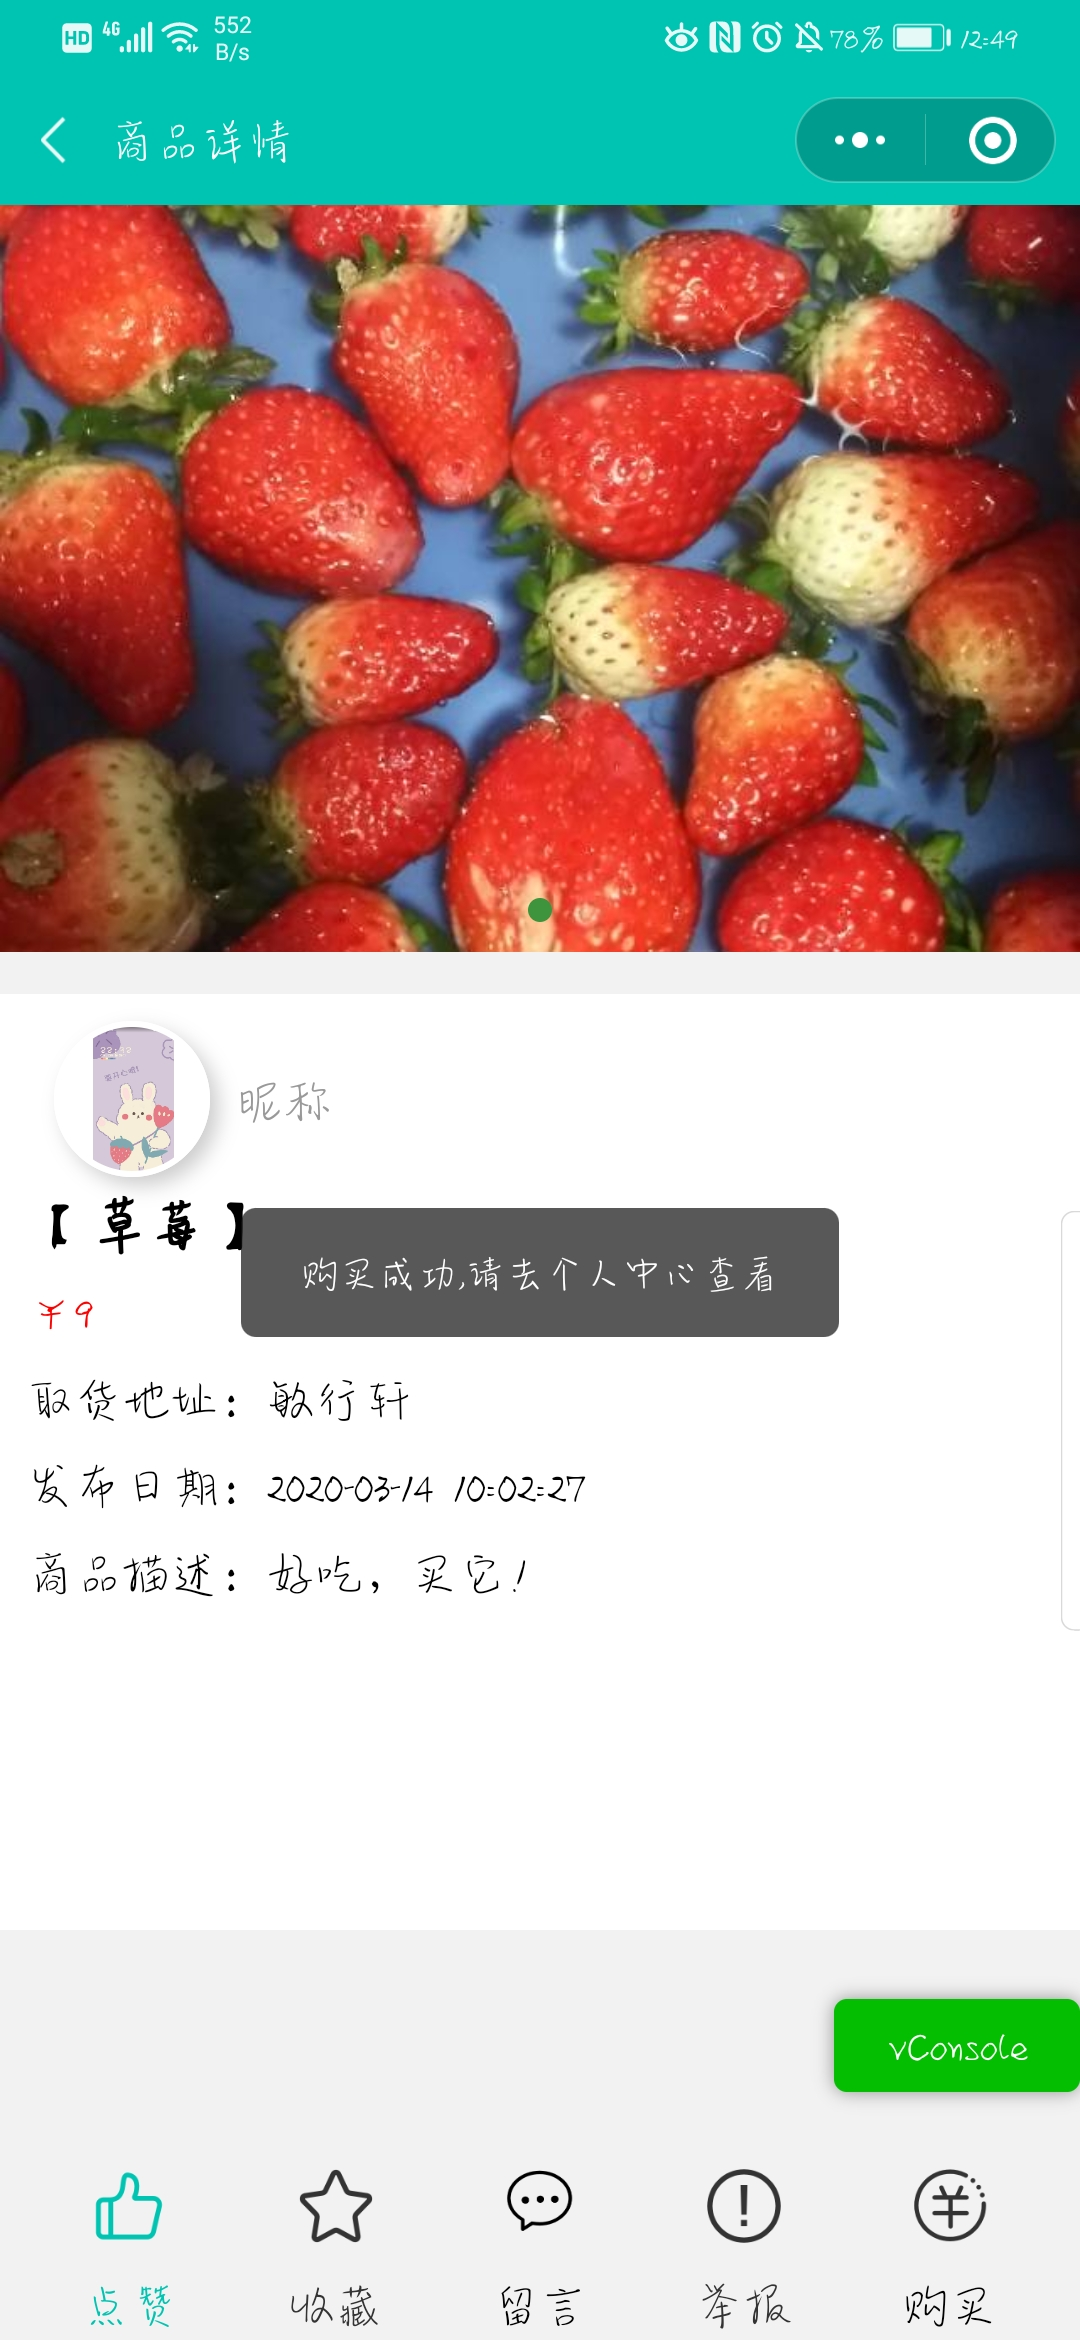 HD 4G 552 B/s 78% 12:49
商品详情
昵称
【 草莓 】
购买成功,请去个人中心查看
￥9
取货地址： 敏行轩
发布日期： 2020-03-14 10:02:27
商品描述： 好吃，买它！
vConsole
点赞 收藏 留言 举报 购买